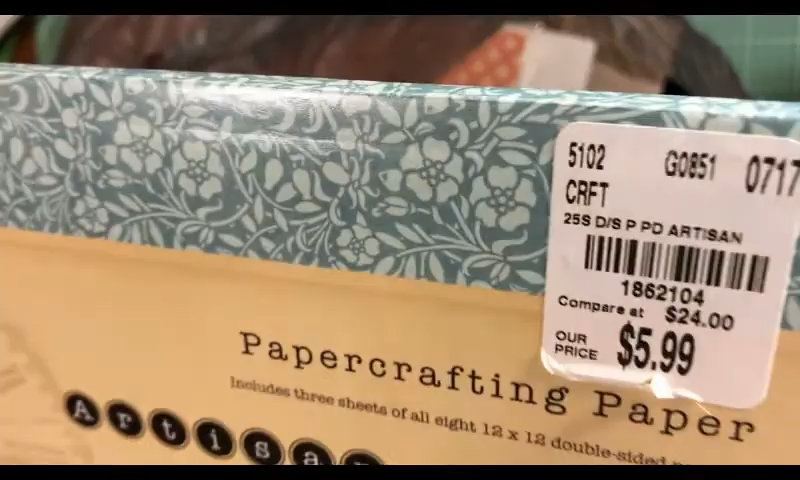 5102 G0851 0717
CRFT
25S D/S P PD ARTISAN
1862104
Compare at $24.00
OUR PRICE $5.99
Papercrafting Paper
Includes three sheets of all eight 12 x 12 double-sided
Artisa